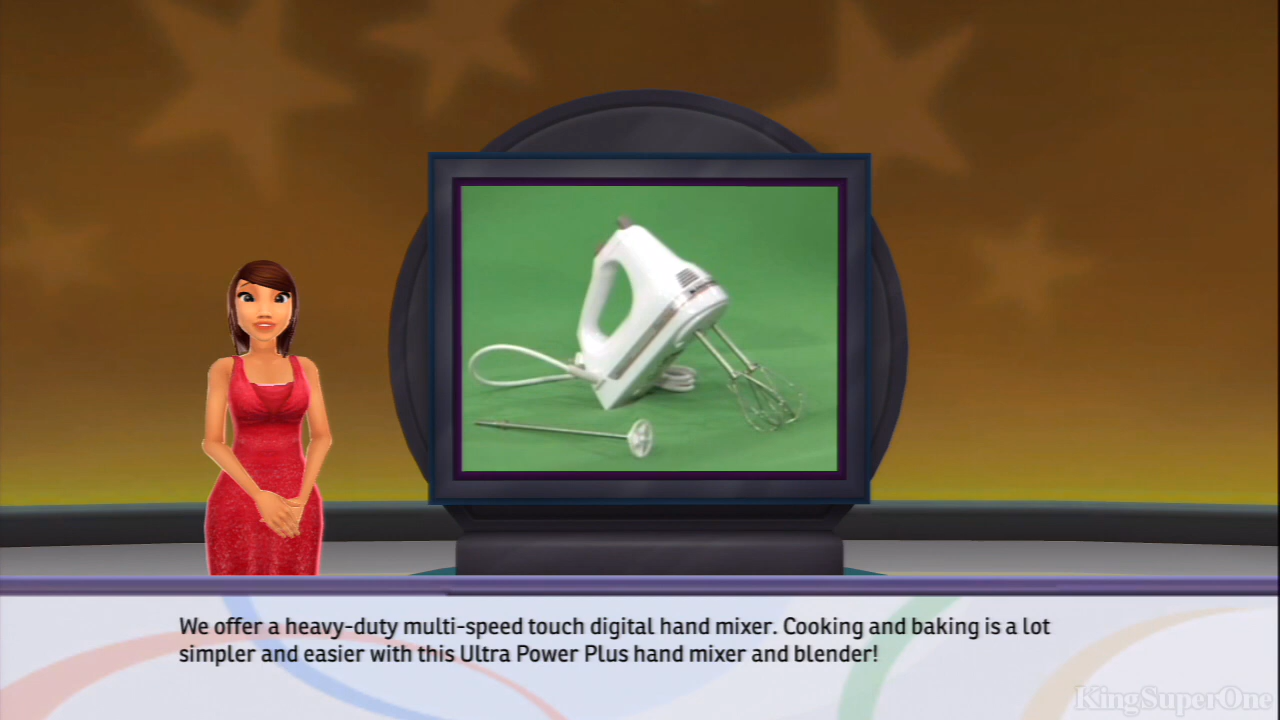 We offer a heavy-duty multi-speed touch digital hand mixer. Cooking and baking is a lot
simpler and easier with this Ultra Power Plus hand mixer and blender!
KingSuperOne